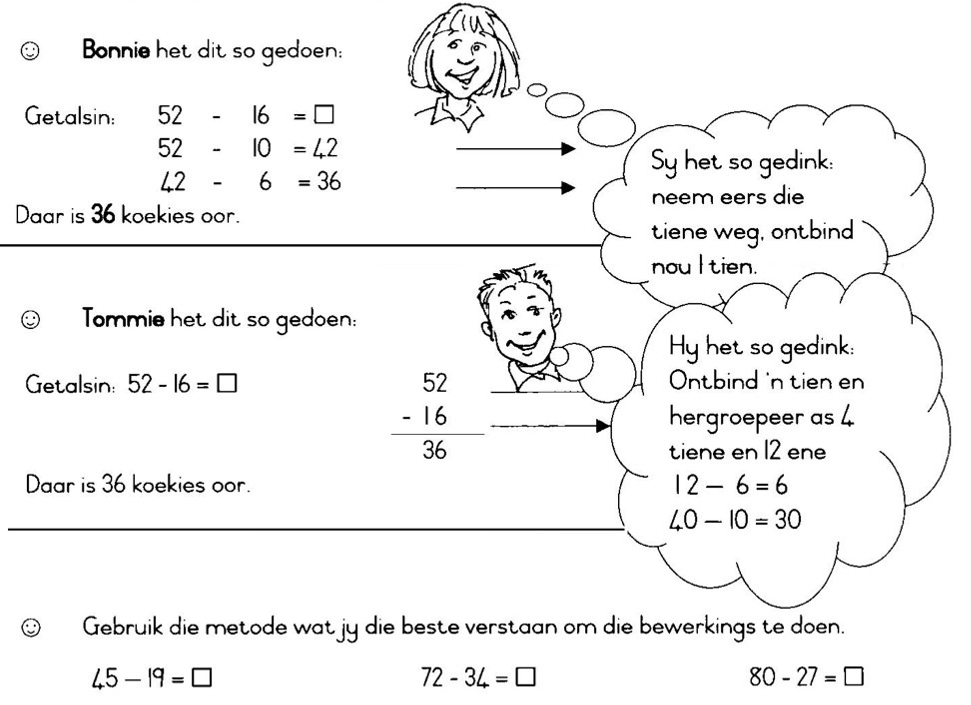 ☺ Bonnie het dit so gedoen:
Getalsin: 52 - 16 = □
52 - 10 = 42
42 - 6 = 36
Daar is 36 koekies oor.
Sy het so gedink:
neem eers die
tiene weg, ontbind
nou 1 tien.
☺ Tommie het dit so gedoen:
Getalsin: 52 - 16 = □
52
- 16
36
Daar is 36 koekies oor.
Hy het so gedink:
Ontbind 'n tien en
hergroepeer as 4
tiene en 12 ene
12 — 6 = 6
40 — 10 = 30
☺ Gebruik die metode wat jy die beste verstaan om die bewerkings te doen.
45 — 19 = □ 72 - 34 = □ 80 - 27 = □